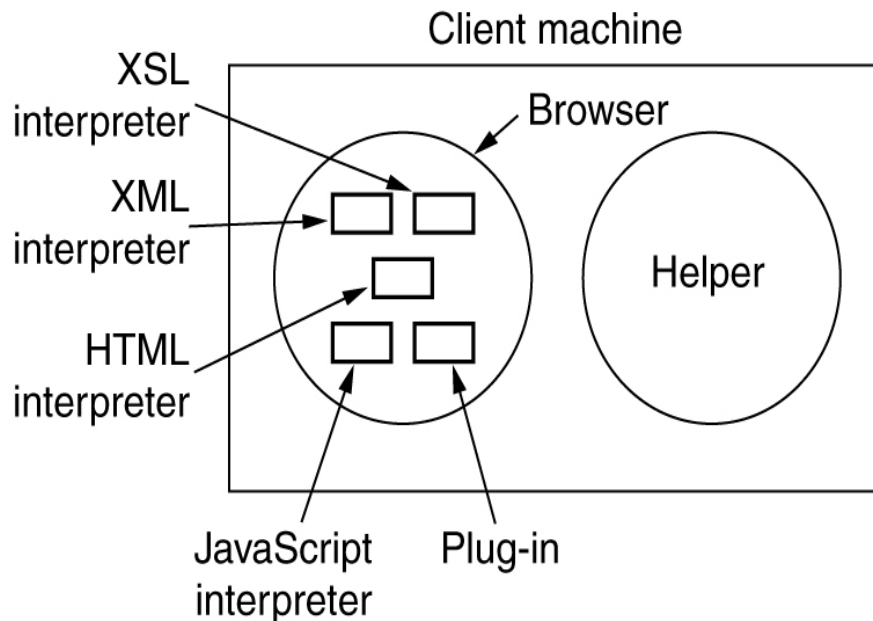 Client machine
XSL
interpreter
Browser
XML
interpreter
Helper
HTML
interpreter
JavaScript
interpreter
Plug-in